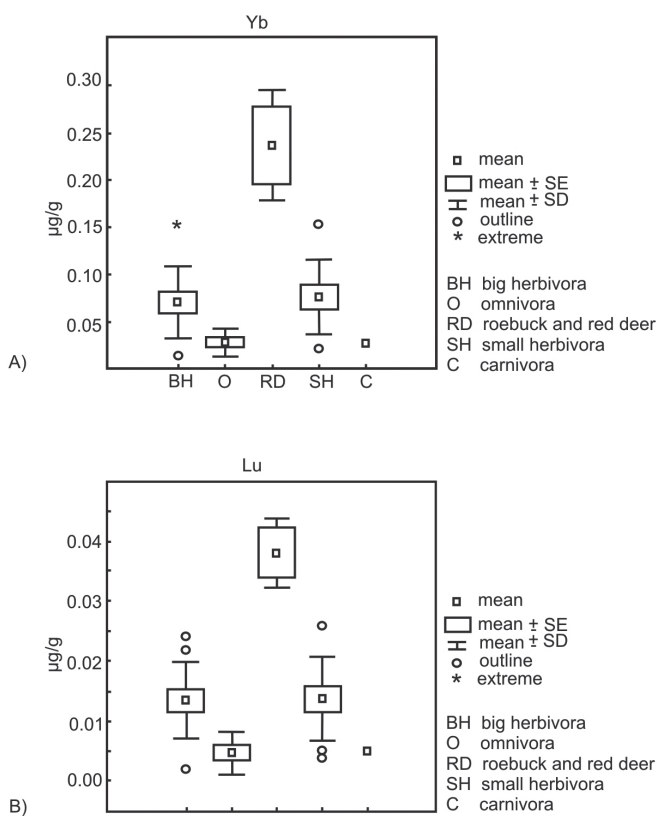 Yb
0.30
0.25
0.20
0.15
0.10
0.05
µg/g
BH O RD SH C
A)
mean
mean ± SE
mean ± SD
outline
* extreme
BH big herbivora
O omnivora
RD roebuck and red deer
SH small herbivora
C carnivora
Lu
0.04
0.03
0.02
0.01
0.00
µg/g
B)
mean
mean ± SE
mean ± SD
outline
* extreme
BH big herbivora
O omnivora
RD roebuck and red deer
SH small herbivora
C carnivora